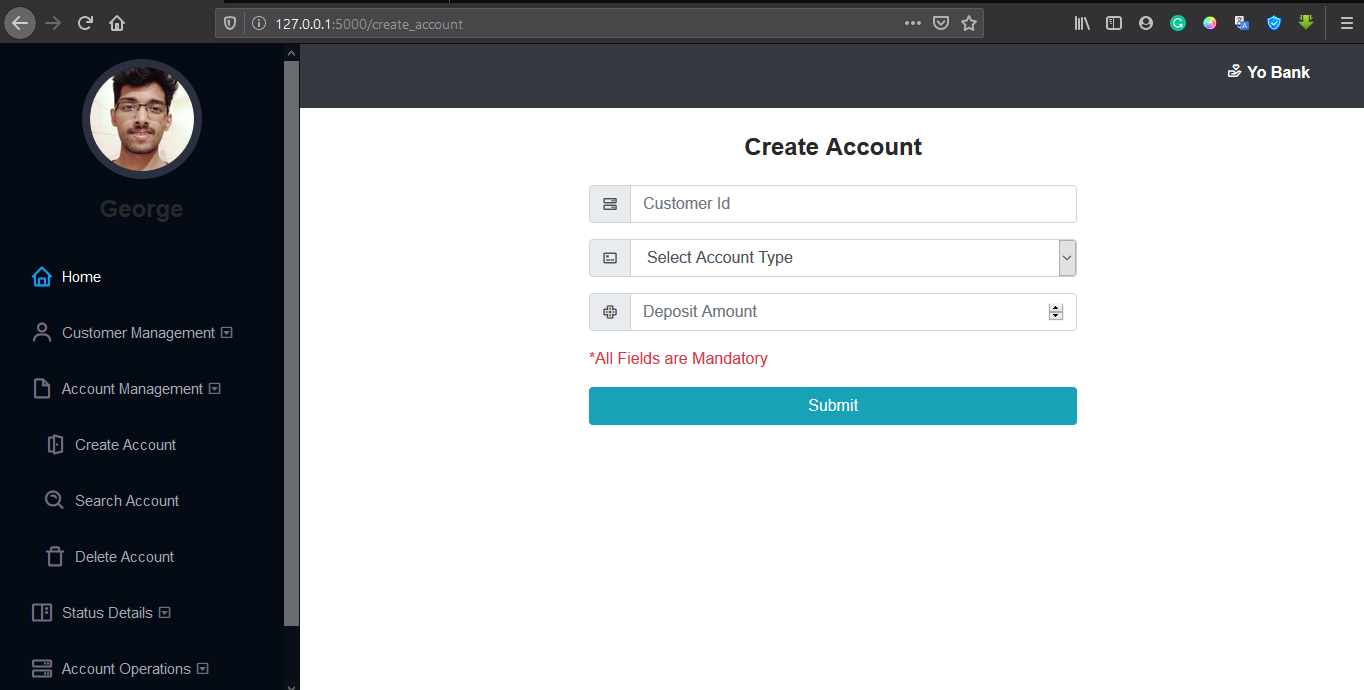 127.0.0.1:5000/create_account
Yo Bank
George
Home
Customer Management
Account Management
Create Account
Search Account
Delete Account
Status Details
Account Operations
Create Account
Customer Id
Select Account Type
Deposit Amount
*All Fields are Mandatory
Submit